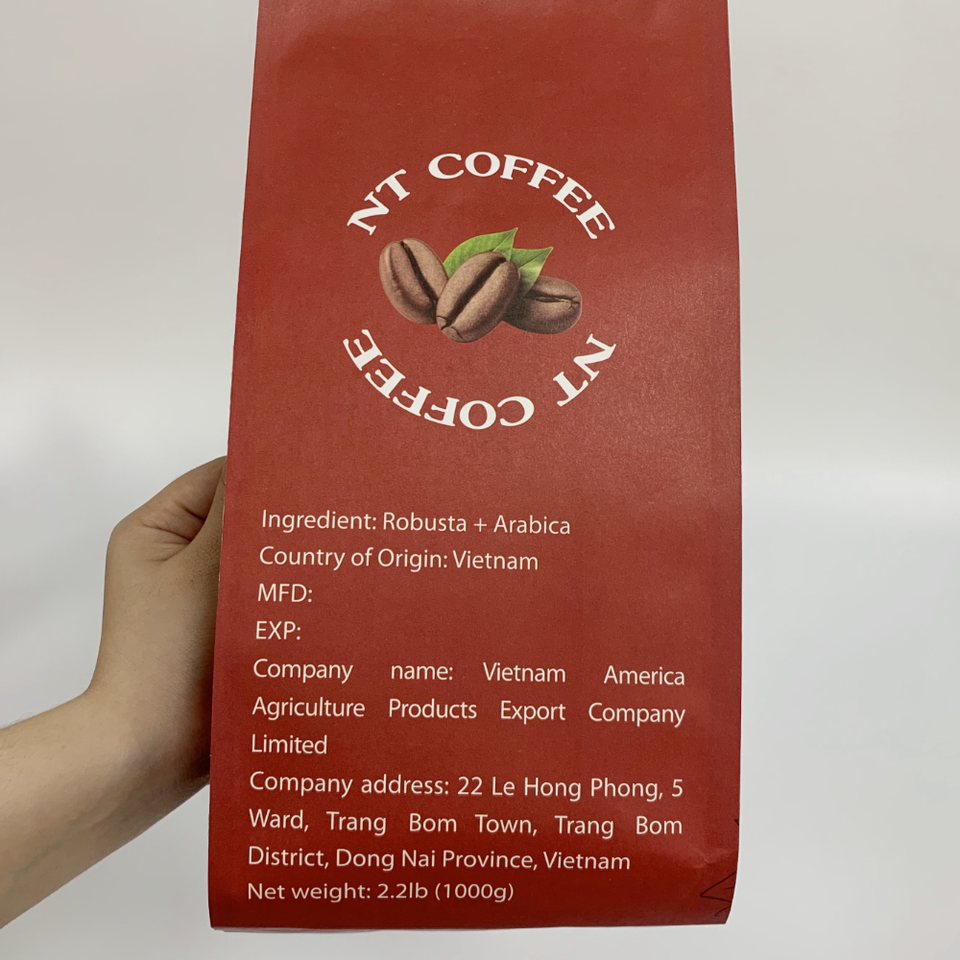 NT COFFEE
NT COFFEE
Ingredient: Robusta + Arabica
Country of Origin: Vietnam
MFD:
EXP:
Company name: Vietnam America
Agriculture Products Export Company
Limited
Company address: 22 Le Hong Phong, 5
Ward, Trang Bom Town, Trang Bom
District, Dong Nai Province, Vietnam
Net weight: 2.2lb (1000g)